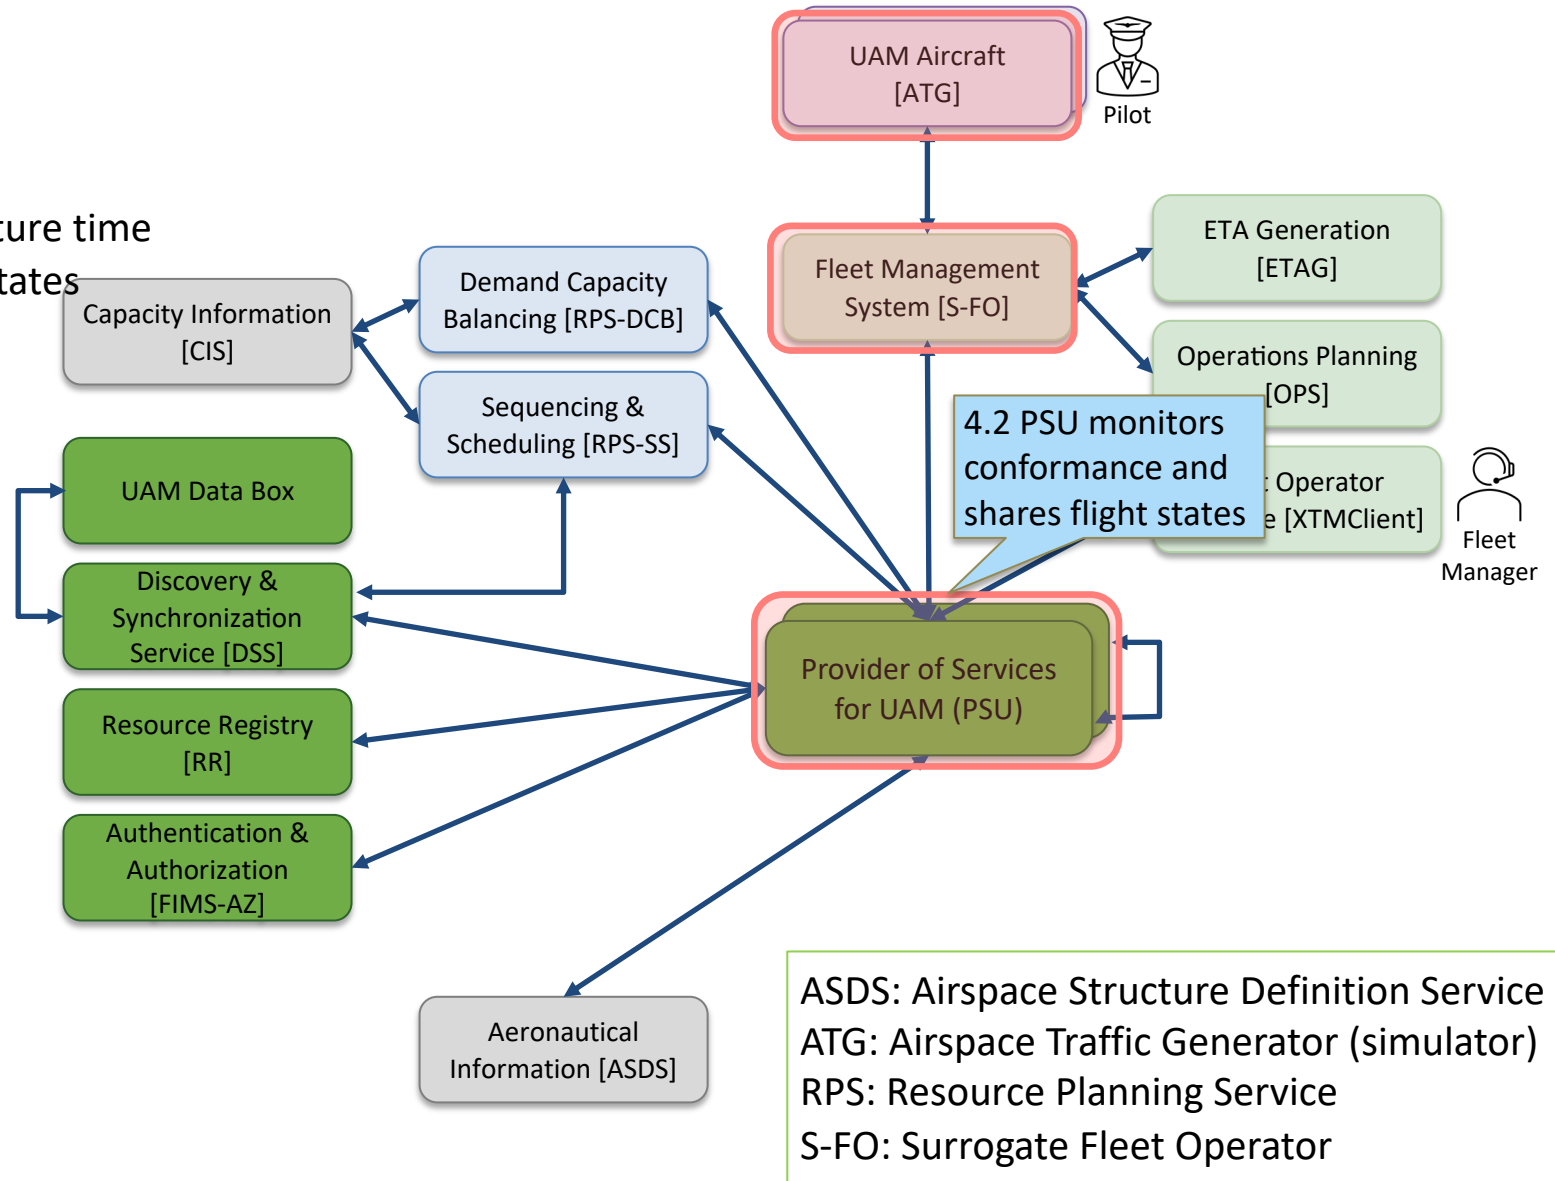 UAM Aircraft
[ATG]
Pilot
ture time
tates
ETA Generation
[ETAG]
Fleet Management
System [S-FO]
Demand Capacity
Balancing [RPS-DCB]
Capacity Information
[CIS]
Operations Planning
[OPS]
Sequencing &
Scheduling [RPS-SS]
4.2 PSU monitors
conformance and
shares flight states
Operator
[XTMClient]
Fleet
Manager
UAM Data Box
Discovery &
Synchronization
Service [DSS]
Provider of Services
for UAM (PSU)
Resource Registry
[RR]
Authentication &
Authorization
[FIMS-AZ]
Aeronautical
Information [ASDS]
ASDS: Airspace Structure Definition Service
ATG: Airspace Traffic Generator (simulator)
RPS: Resource Planning Service
S-FO: Surrogate Fleet Operator